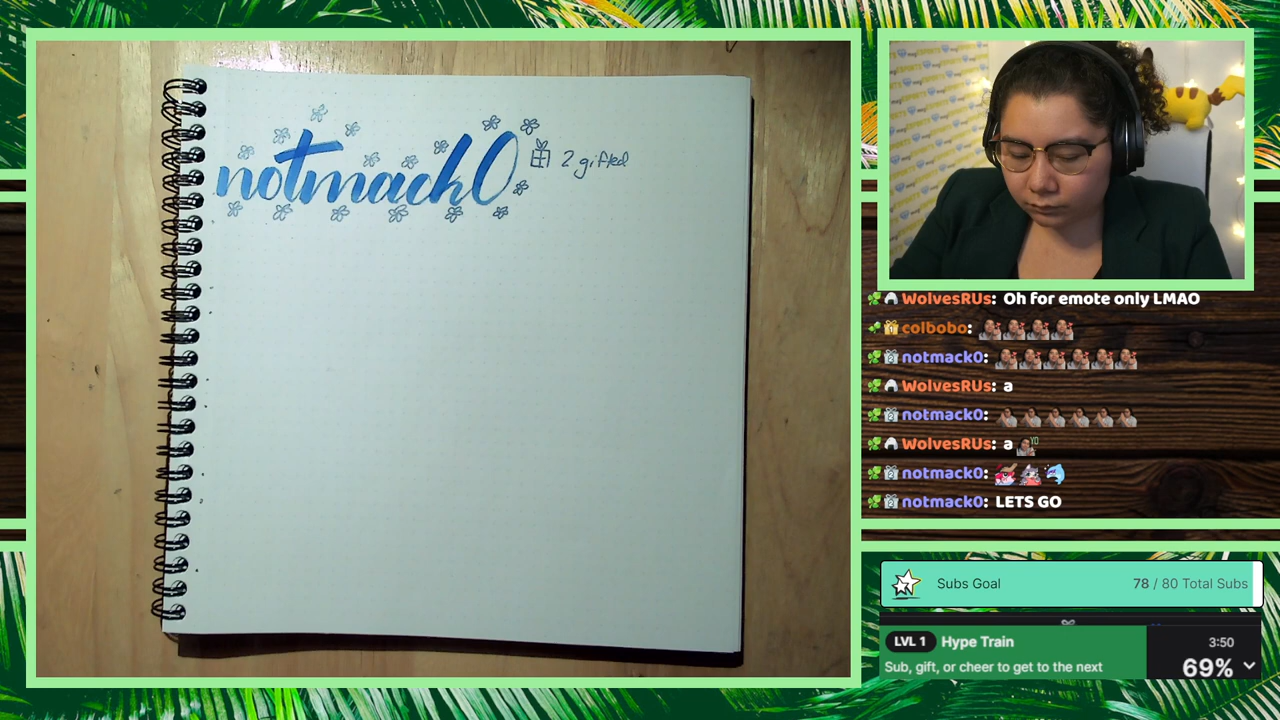 notmack0 2 gifted
WolvesRUs: Oh for emote only LMAO
colbobo:
notmack0:
WolvesRUs: a
notmack0:
WolvesRUs: a YO
notmack0:
notmack0: LETS GO
Subs Goal 78 / 80 Total Subs
LVL 1 Hype Train 3:50
Sub, gift, or cheer to get to the next 69%